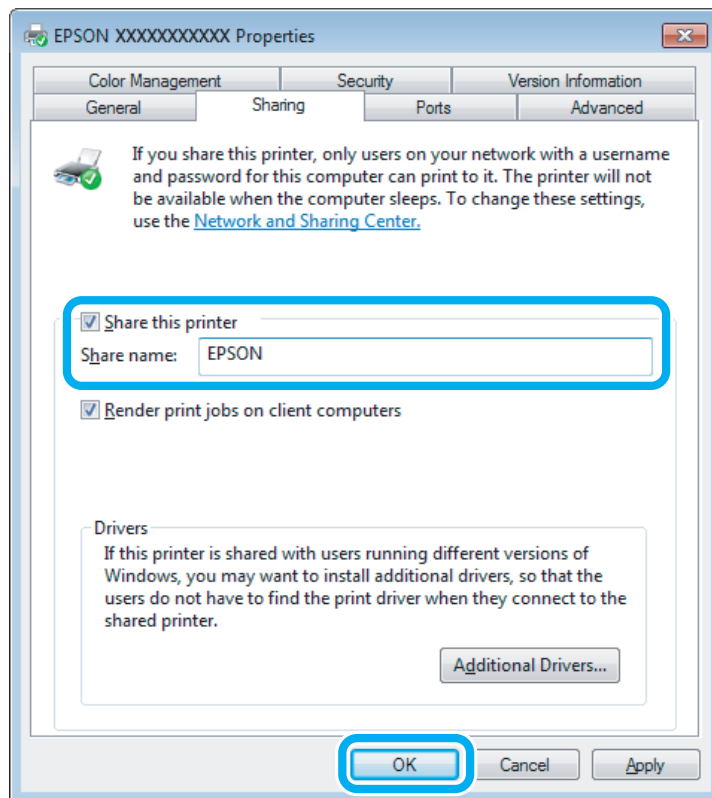 EPSON XXXXXXXXXXX Properties
Color Management Security Version Information
General Sharing Ports Advanced
If you share this printer, only users on your network with a username
and password for this computer can print to it. The printer will not
be available when the computer sleeps. To change these settings,
use the Network and Sharing Center.
Share this printer
Share name: EPSON
Render print jobs on client computers
Drivers
If this printer is shared with users running different versions of
Windows, you may want to install additional drivers, so that the
users do not have to find the print driver when they connect to the
shared printer.
Additional Drivers...
OK Cancel Apply